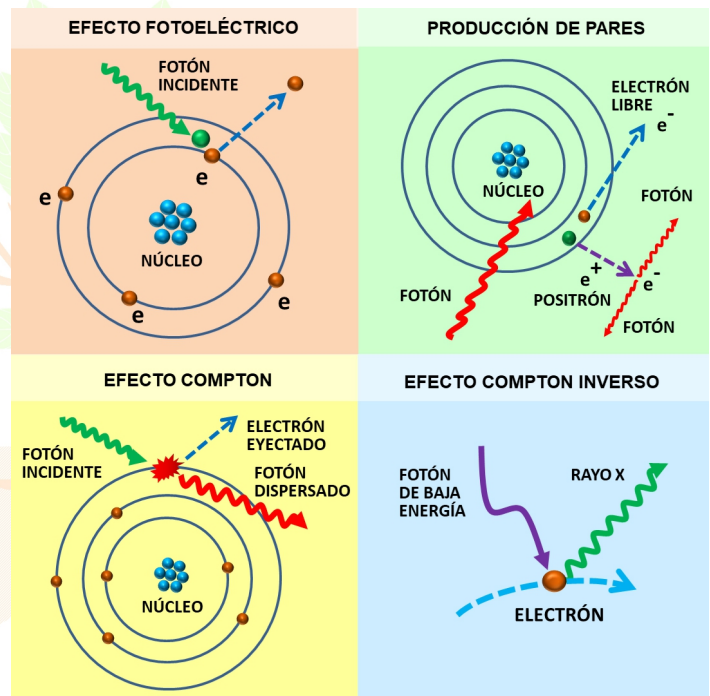 EFECTO FOTOELÉCTRICO
FOTÓN
INCIDENTE
e
e
NÚCLEO
e
e
PRODUCCIÓN DE PARES
ELECTRÓN
LIBRE
e-
NÚCLEO
FOTÓN
e+
e-
FOTÓN
POSITRÓN
FOTÓN
EFECTO COMPTON
FOTÓN
INCIDENTE
ELECTRÓN
EYECTADO
FOTÓN
DISPERSADO
NÚCLEO
EFECTO COMPTON INVERSO
FOTÓN
DE BAJA
ENERGÍA
RAYO X
ELECTRÓN